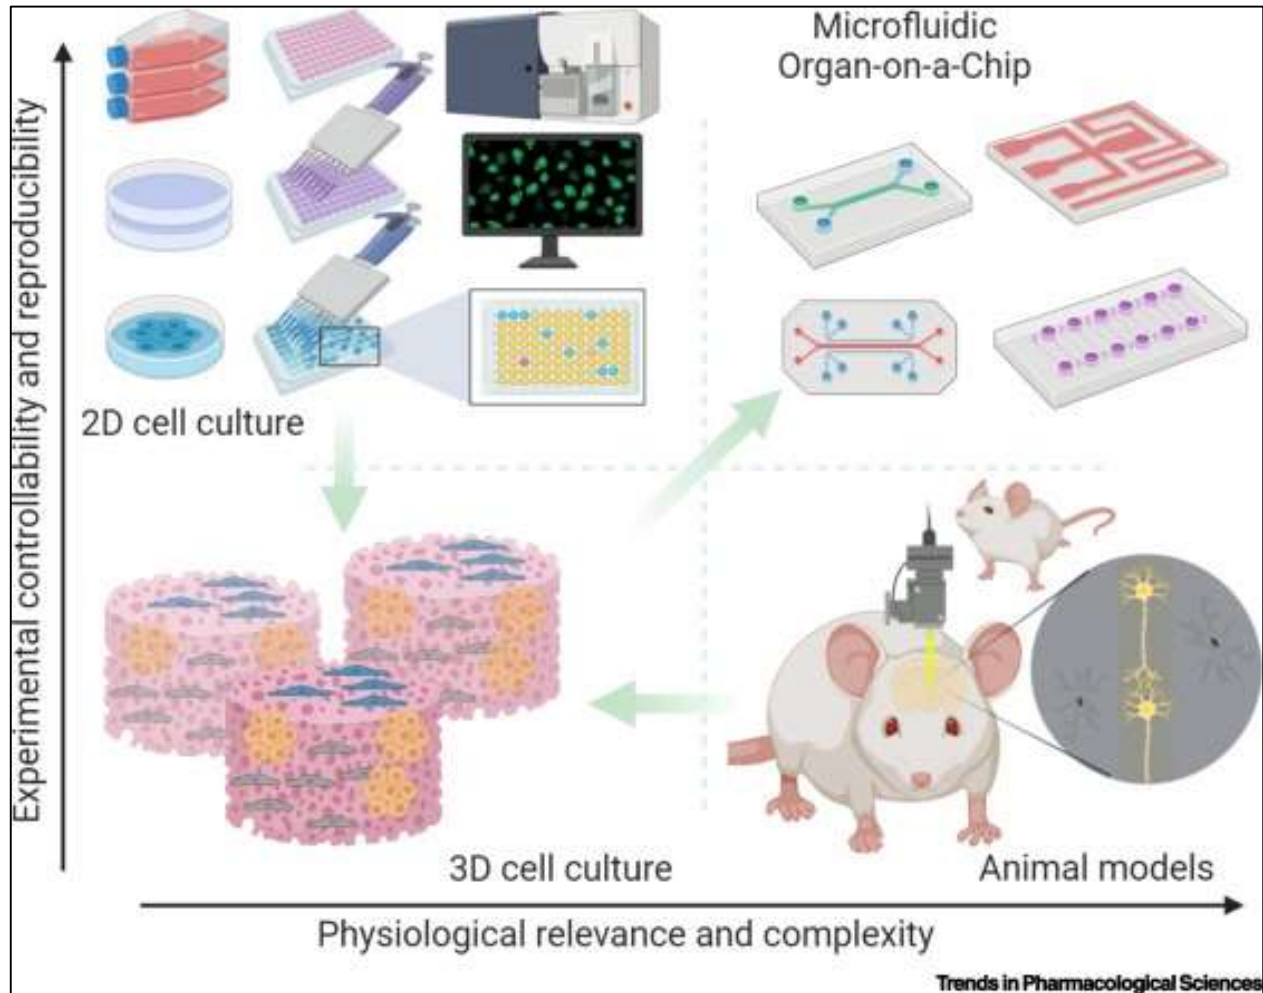 Microfluidic
Organ-on-a-Chip
Experimental controllability and reproducibility
2D cell culture
3D cell culture
Animal models
Physiological relevance and complexity
Trends in Pharmacological Sciences